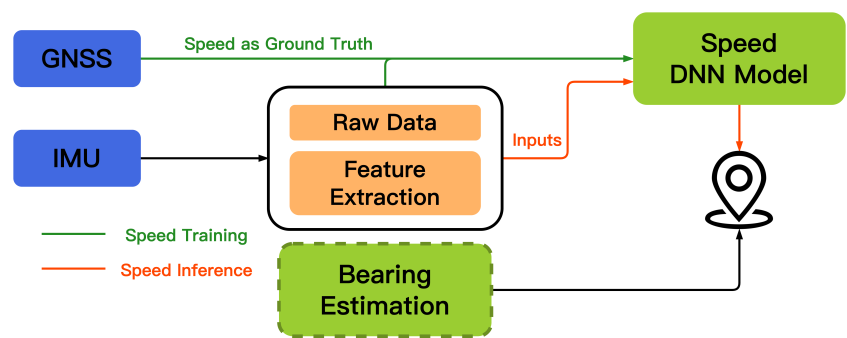 GNSS
Speed as Ground Truth
Speed
DNN Model
Raw Data
Inputs
IMU
Feature
Extraction
Speed Training
Speed Inference
Bearing
Estimation